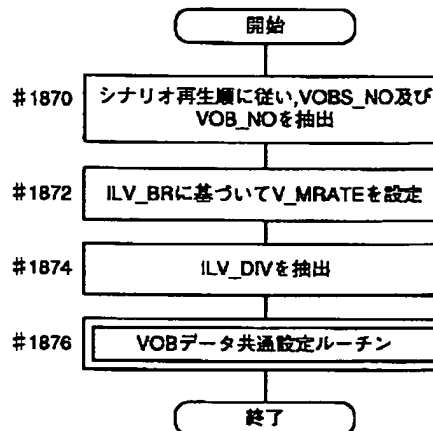 開始
#1870
シナリオ再生順に従い,VOBS_NO及び
VOB_NOを抽出
#1872
ILV_BRに基づいてV_MRATEを設定
#1874
ILV_DIVを抽出
#1876
VOBデータ共通設定ルーチン
終了